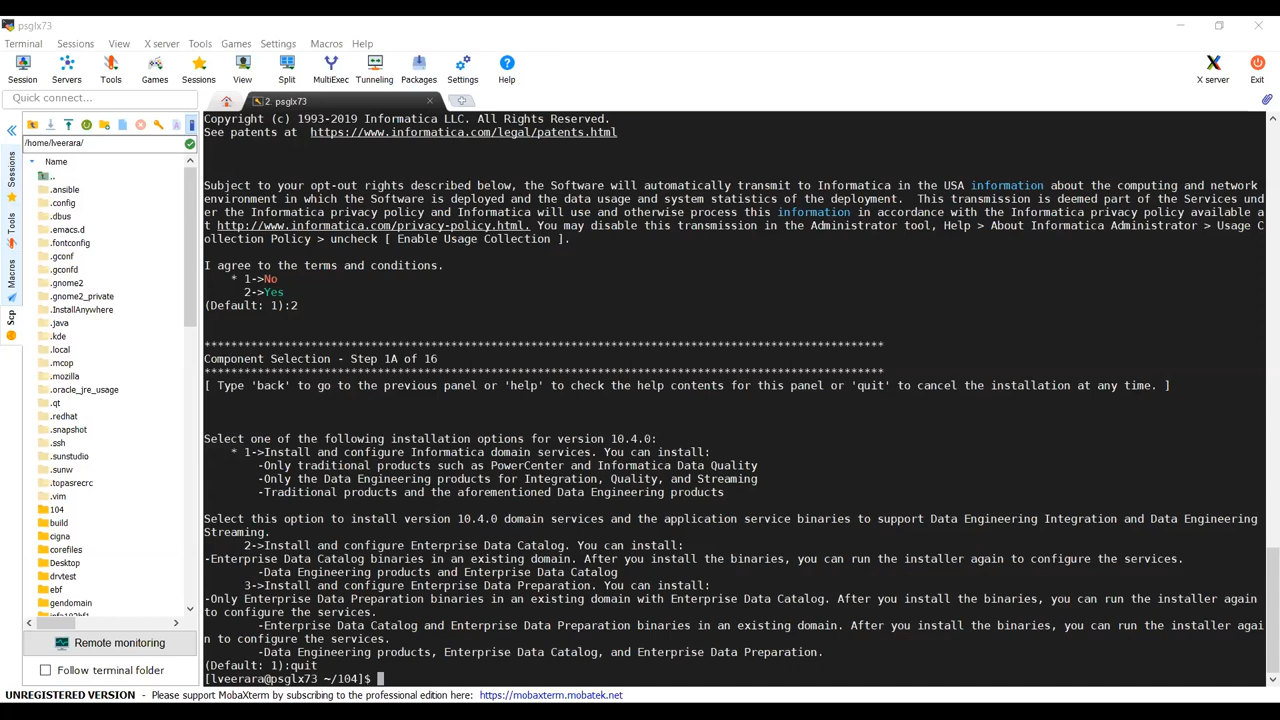 psglx73
Terminal Sessions View X server Tools Games Settings Macros Help
Session Servers Tools Games Sessions View Split MultiExec Tunneling Packages Settings Help X server Exit
Quick connect...
2. psglx73
/home/lveerara/
Name
..
.ansible
.config
.dbus
.emacs.d
.fontconfig
.gconf
.gconfd
.gnome2
.gnome2_private
.InstallAnywhere
.java
.kde
.local
.mcop
.mozilla
.oracle_jre_usage
.qt
.redhat
.snapshot
.ssh
.sunstudio
.sunw
.topasrecrc
.vim
104
build
cigna
corefiles
Desktop
drvtest
ebf
gendomain
Remote monitoring
Follow terminal folder
Sessions
Tools
Macros
Scp
Copyright (c) 1993-2019 Informatica LLC. All Rights Reserved.
See patents at https://www.informatica.com/legal/patents.html
Subject to your opt-out rights described below, the Software will automatically transmit to Informatica in the USA information about the computing and network
environment in which the Software is deployed and the data usage and system statistics of the deployment. This transmission is deemed part of the Services und
er the Informatica privacy policy and Informatica will use and otherwise process this information in accordance with the Informatica privacy policy available a
t http://www.informatica.com/privacy-policy.html. You may disable this transmission in the Administrator tool, Help > About Informatica Administrator > Usage C
ollection Policy > uncheck [ Enable Usage Collection ].
I agree to the terms and conditions.
* 1->No
2->Yes
(Default: 1):2
******************************************************************************************************
Component Selection - Step 1A of 16
******************************************************************************************************
[ Type 'back' to go to the previous panel or 'help' to check the help contents for this panel or 'quit' to cancel the installation at any time. ]
Select one of the following installation options for version 10.4.0:
* 1->Install and configure Informatica domain services. You can install:
-Only traditional products such as PowerCenter and Informatica Data Quality
-Only the Data Engineering products for Integration, Quality, and Streaming
-Traditional products and the aforementioned Data Engineering products
Select this option to install version 10.4.0 domain services and the application service binaries to support Data Engineering Integration and Data Engineering
Streaming.
2->Install and configure Enterprise Data Catalog. You can install:
-Enterprise Data Catalog binaries in an existing domain. After you install the binaries, you can run the installer again to configure the services.
-Data Engineering products and Enterprise Data Catalog
3->Install and configure Enterprise Data Preparation. You can install:
-Only Enterprise Data Preparation binaries in an existing domain with Enterprise Data Catalog. After you install the binaries, you can run the installer again
to configure the services.
-Enterprise Data Catalog and Enterprise Data Preparation binaries in an existing domain. After you install the binaries, you can run the installer agai
n to configure the services.
-Data Engineering products, Enterprise Data Catalog, and Enterprise Data Preparation.
(Default: 1):quit
[lveerara@psglx73 ~/104]$
UNREGISTERED VERSION - Please support MobaXterm by subscribing to the professional edition here: https://mobaxterm.mobatek.net